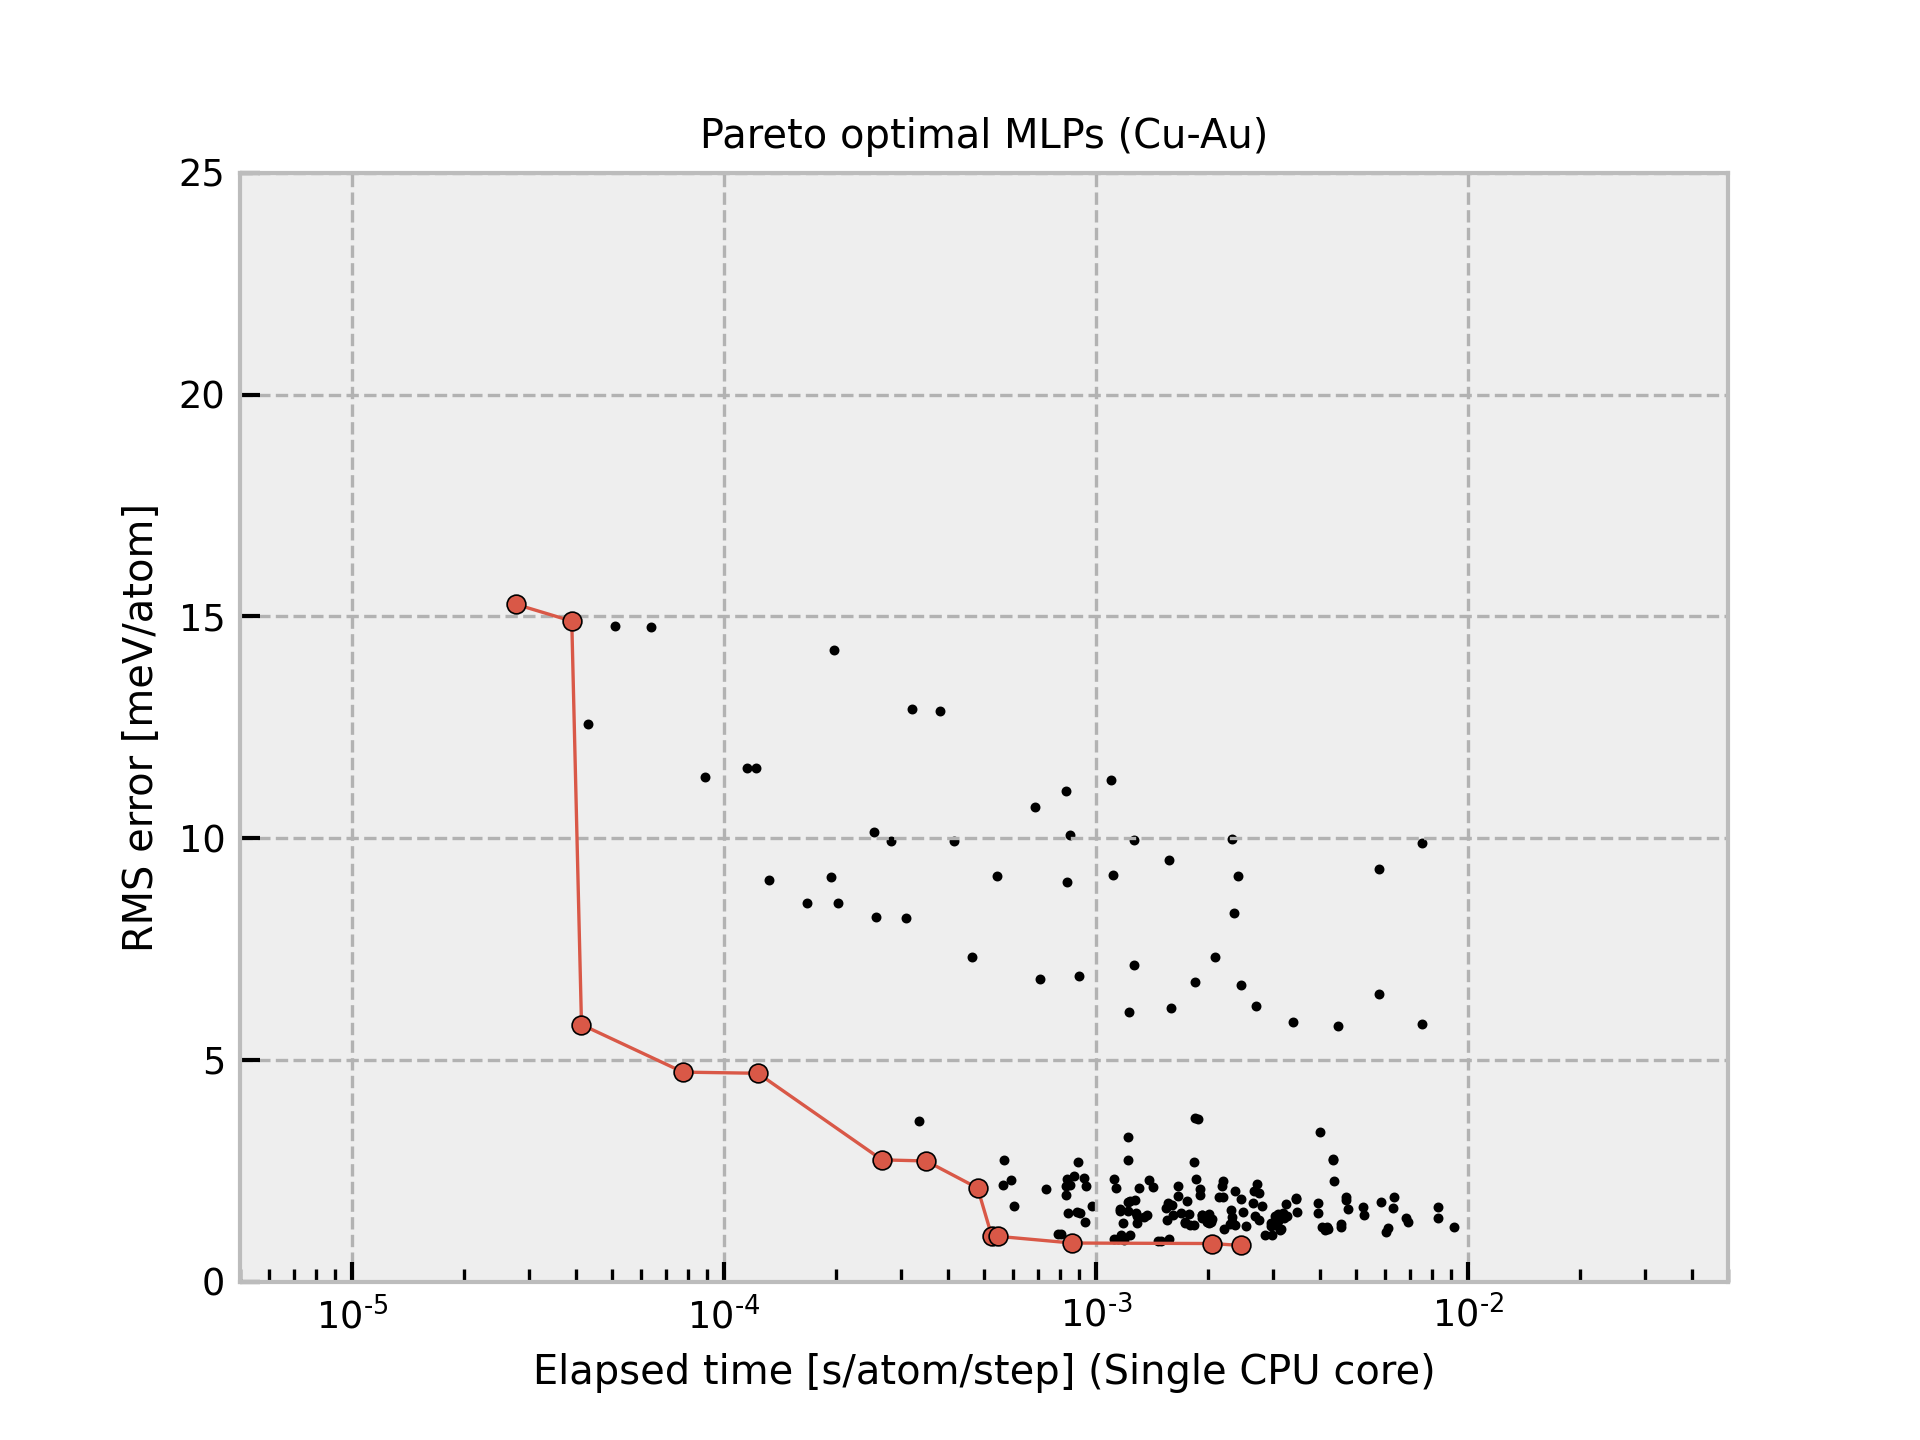 Pareto optimal MLPs (Cu-Au)
25
20
15
10
5
0
RMS error [meV/atom]
10-5 10-4 10-3 10-2
Elapsed time [s/atom/step] (Single CPU core)